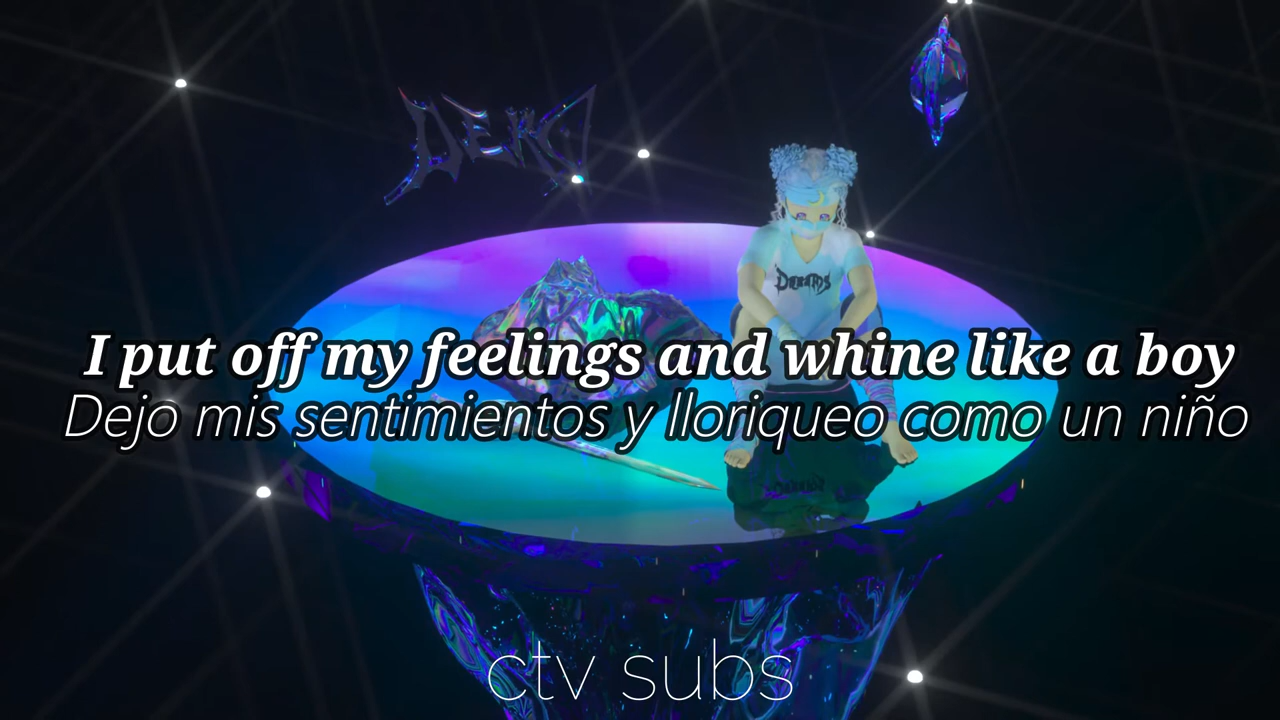 I put off my feelings and whine like a boy
Dejo mis sentimientos y lloriqueo como un niño
ctv subs